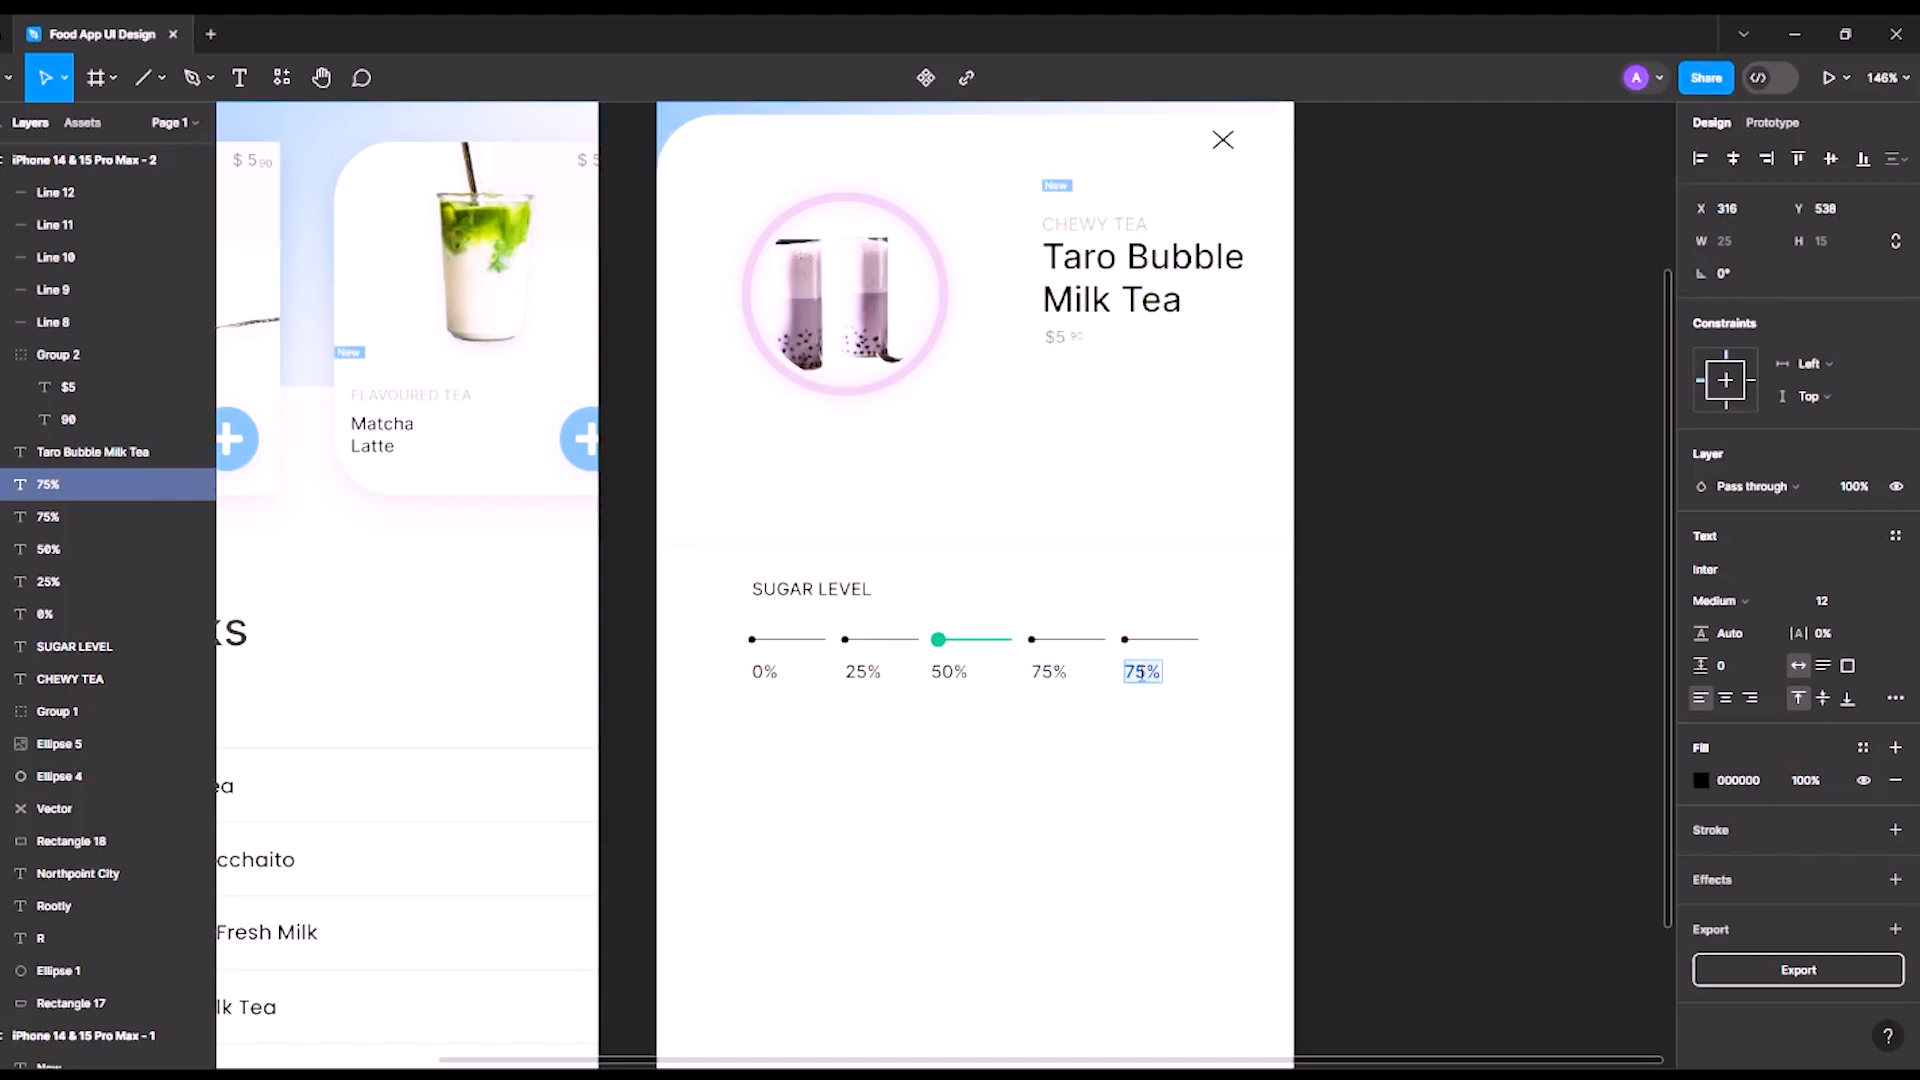 Food App UI Design
Share
146%
Layers
Assets
Page 1
iPhone 14 & 15 Pro Max - 2
Line 12
Line 11
Line 10
Line 9
Line 8
Group 2
$5
90
Taro Bubble Milk Tea
75%
75%
50%
25%
0%
SUGAR LEVEL
CHEWY TEA
Group 1
Ellipse 5
Ellipse 4
Vector
Rectangle 18
Northpoint City
Rootly
R
Ellipse 1
Rectangle 17
iPhone 14 & 15 Pro Max - 1
$ 5 90
$ 5
New
FLAVOURED TEA
Matcha
Latte
Fresh Milk
Tea
New
CHEWY TEA
Taro Bubble
Milk Tea
$5 90
SUGAR LEVEL
0%
25%
50%
75%
75%
A
Design
Prototype
X 316
Y 538
W 25
H 15
0°
Constraints
Left
Top
Layer
Pass through
100%
Text
Inter
Medium
12
Auto
|A| 0%
0
Fill
000000
100%
Stroke
Effects
Export
Export
?